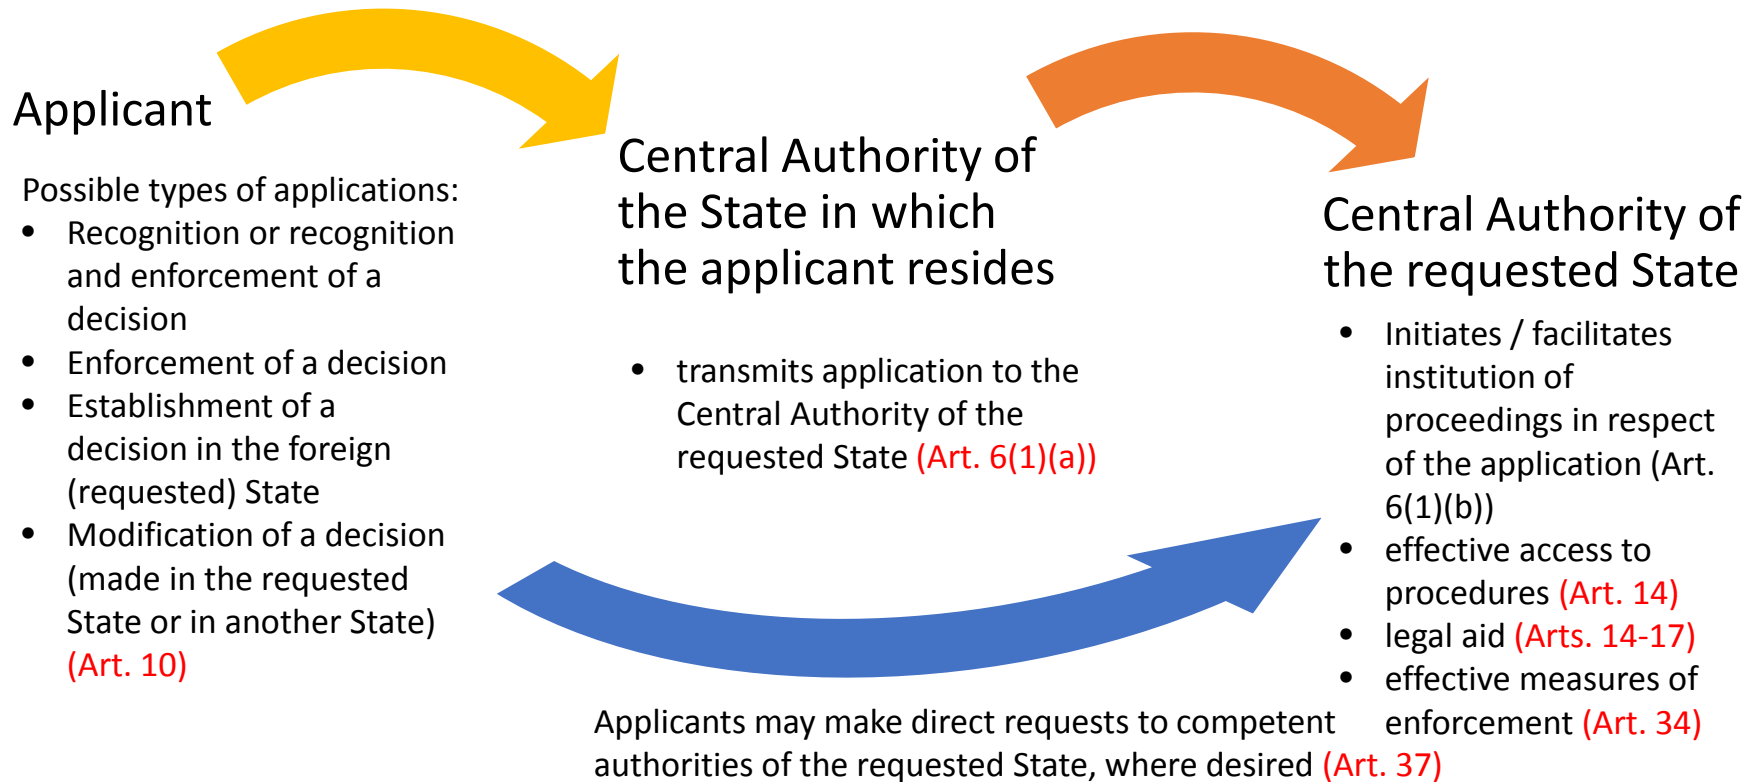 Applicant
Possible types of applications:
• Recognition or recognition
and enforcement of a
decision
• Enforcement of a decision
• Establishment of a
decision in the foreign
(requested) State
• Modification of a decision
(made in the requested
State or in another State)
(Art. 10)
Central Authority of
the State in which
the applicant resides
• transmits application to the
Central Authority of the
requested State (Art. 6(1)(a))
Central Authority of
the requested State
• Initiates / facilitates
institution of
proceedings in respect
of the application (Art.
6(1)(b))
• effective access to
procedures (Art. 14)
• legal aid (Arts. 14-17)
• effective measures of
enforcement (Art. 34)
Applicants may make direct requests to competent
authorities of the requested State, where desired (Art. 37)